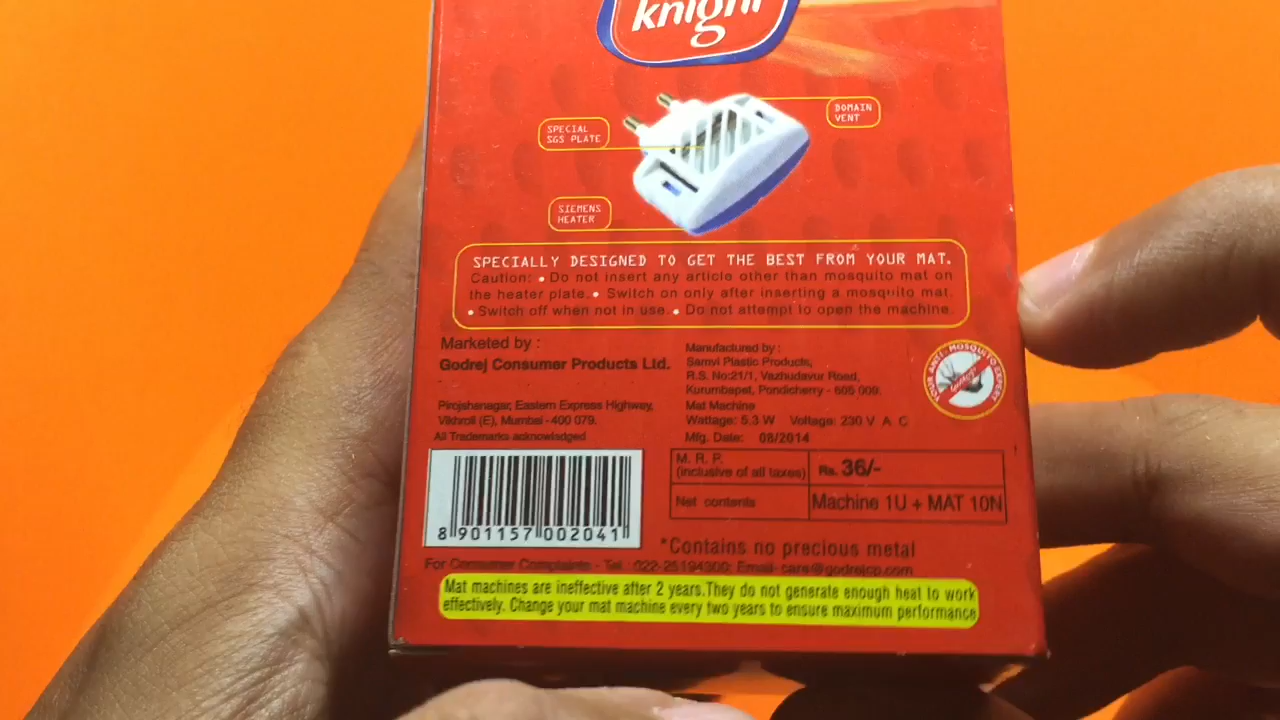 knight
DOMAIN
VENT
SPECIAL
SGS PLATE
SIEMENS
HEATER
SPECIALLY DESIGNED TO GET THE BEST FROM YOUR MAT.
Caution: • Do not insert any article other than mosquito mat on
the heater plate. • Switch on only after inserting a mosquito mat.
• Switch off when not in use. • Do not attempt to open the machine.
Marketed by :
Godrej Consumer Products Ltd.
Pirojshanagar, Eastern Express Highway,
Vikhroli (E), Mumbai - 400 079.
All Trademarks acknowledged
Manufactured by :
Samvi Plastic Products,
R.S. No:21/1, Vazhudavur Road,
Kurumbapet, Pondicherry - 605 009.
Mat Machine
Wattage: 5.3 W Voltage: 230 V A C
Mfg. Date: 08/2014
YOUR ANTI-MOSQUITO EXPERT
M. R. P.
(inclusive of all taxes) Rs. 36/-
Net contents Machine 1U + MAT 10N
8 901157 002041
*Contains no precious metal
For Consumer Complaints - Tel : 022-25194300: Email- care@godrejcp.com
Mat machines are ineffective after 2 years.They do not generate enough heat to work
effectively. Change your mat machine every two years to ensure maximum performance